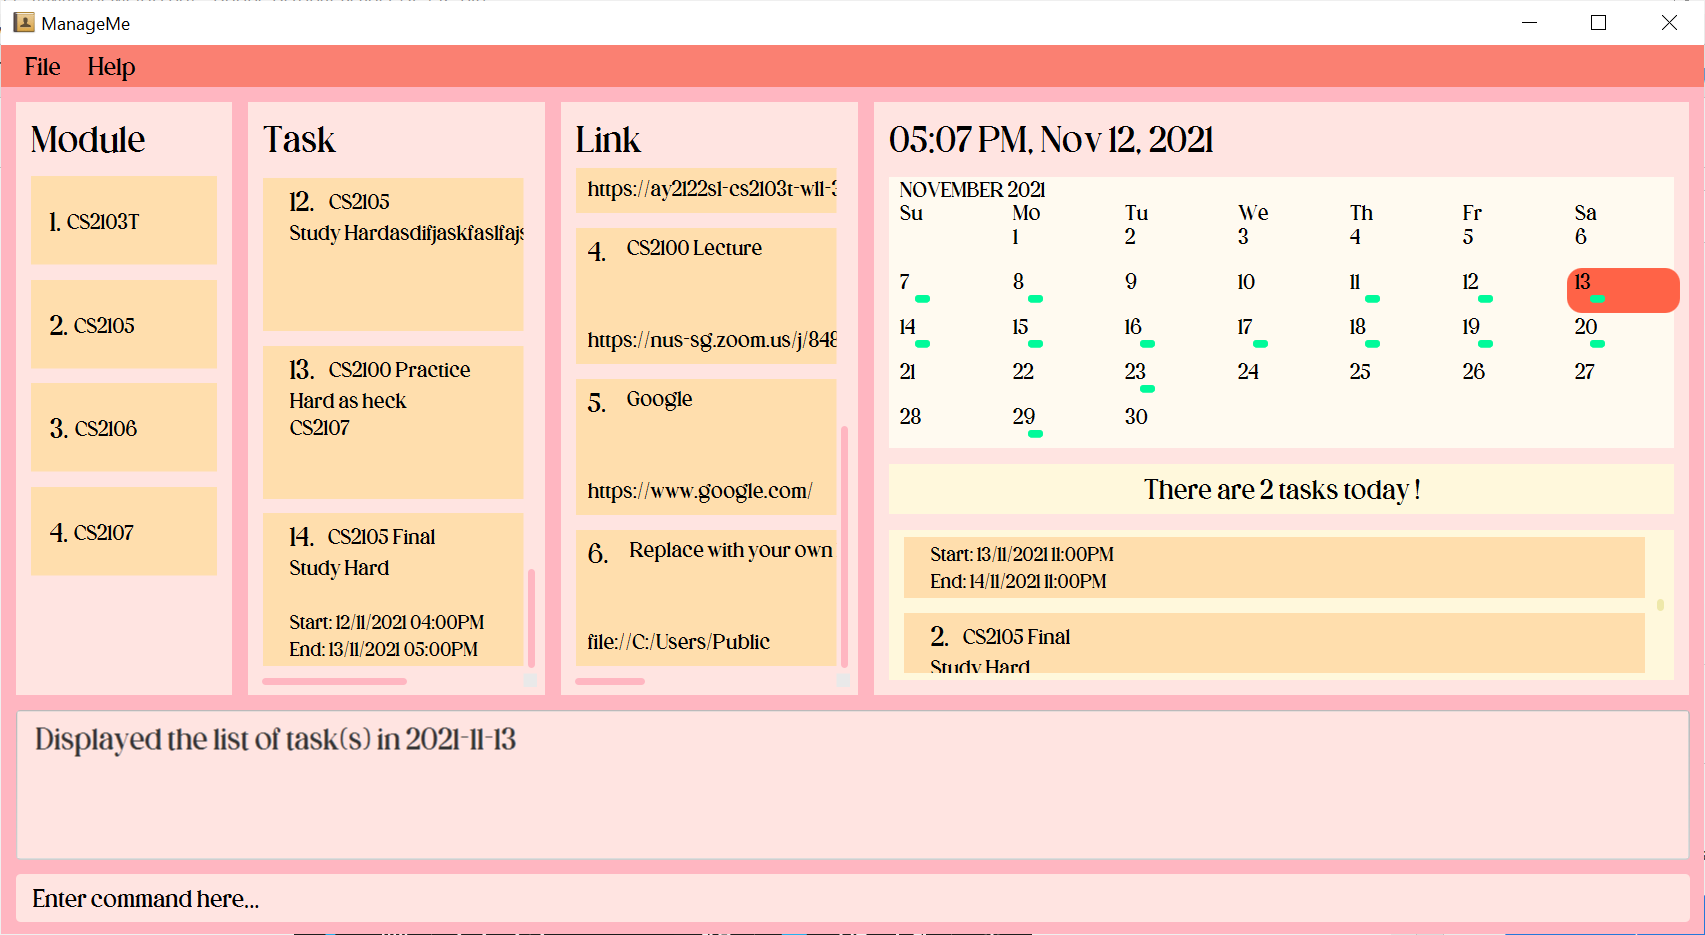 ManageMe
File Help
Module
1. CS2103T
2. CS2105
3. CS2106
4. CS2107
Task
12. CS2105
Study Hardasdifjaskfaslfajs
13. CS2100 Practice
Hard as heck
CS2107
14. CS2105 Final
Study Hard
Start: 12/11/2021 04:00PM
End: 13/11/2021 05:00PM
Link
https://ay2122s1-cs2103t-w11-3
4. CS2100 Lecture
https://nus-sg.zoom.us/j/848
5. Google
https://www.google.com/
6. Replace with your own
file://C:/Users/Public
05:07 PM, Nov 12, 2021
NOVEMBER 2021
Su Mo Tu We Th Fr Sa
1 2 3 4 5 6
7 8 9 10 11 12 13
14 15 16 17 18 19 20
21 22 23 24 25 26 27
28 29 30
There are 2 tasks today !
Start: 13/11/2021 11:00PM
End: 14/11/2021 11:00PM
2. CS2105 Final
Study Hard
Displayed the list of task(s) in 2021-11-13
Enter command here...